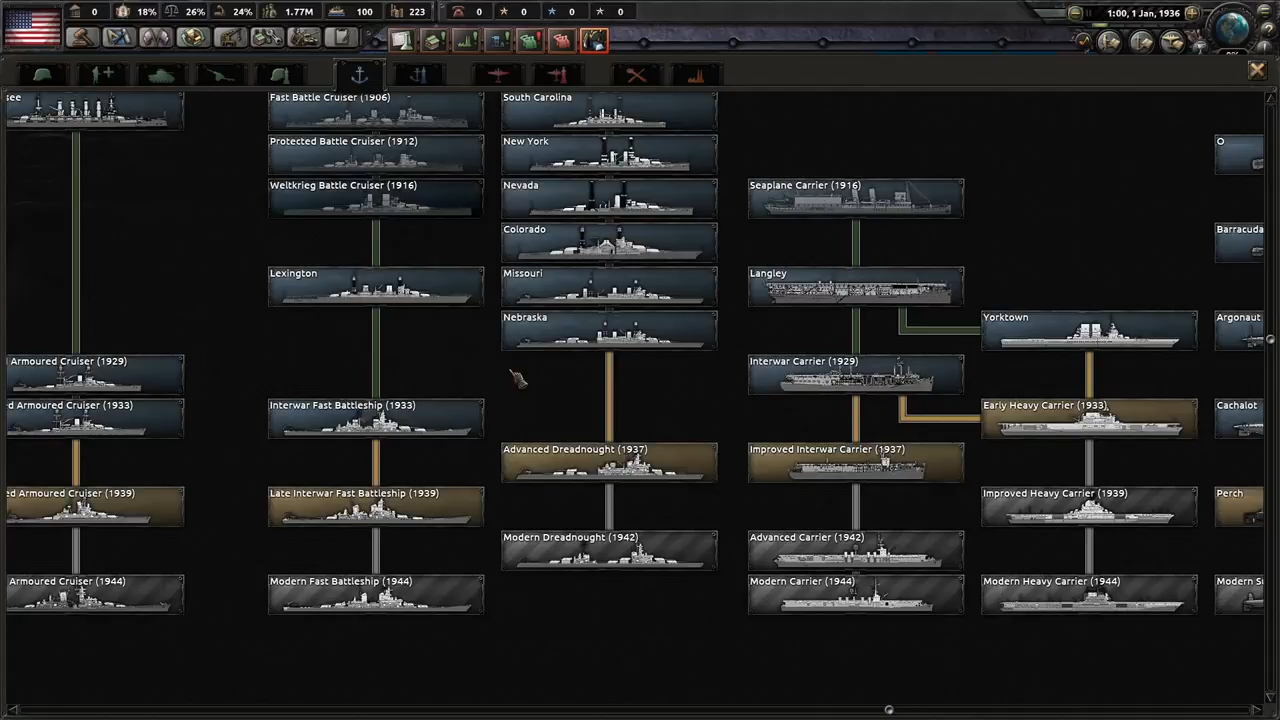 0 18% 26% 24% 1.77M 100 223 0 0 0 0 1:00, 1 Jan, 1936
see
Fast Battle Cruiser (1906)
South Carolina
Protected Battle Cruiser (1912)
New York
O
Weltkrieg Battle Cruiser (1916)
Nevada
Seaplane Carrier (1916)
Colorado
Barracuda
Lexington
Missouri
Langley
Nebraska
Yorktown
Argonaut
Armoured Cruiser (1929)
Interwar Carrier (1929)
ed Armoured Cruiser (1933)
Interwar Fast Battleship (1933)
Early Heavy Carrier (1933)
Cachalot
Advanced Dreadnought (1937)
Improved Interwar Carrier (1937)
ed Armoured Cruiser (1939)
Late Interwar Fast Battleship (1939)
Improved Heavy Carrier (1939)
Perch
Modern Dreadnought (1942)
Advanced Carrier (1942)
Armoured Cruiser (1944)
Modern Fast Battleship (1944)
Modern Carrier (1944)
Modern Heavy Carrier (1944)
Modern Su